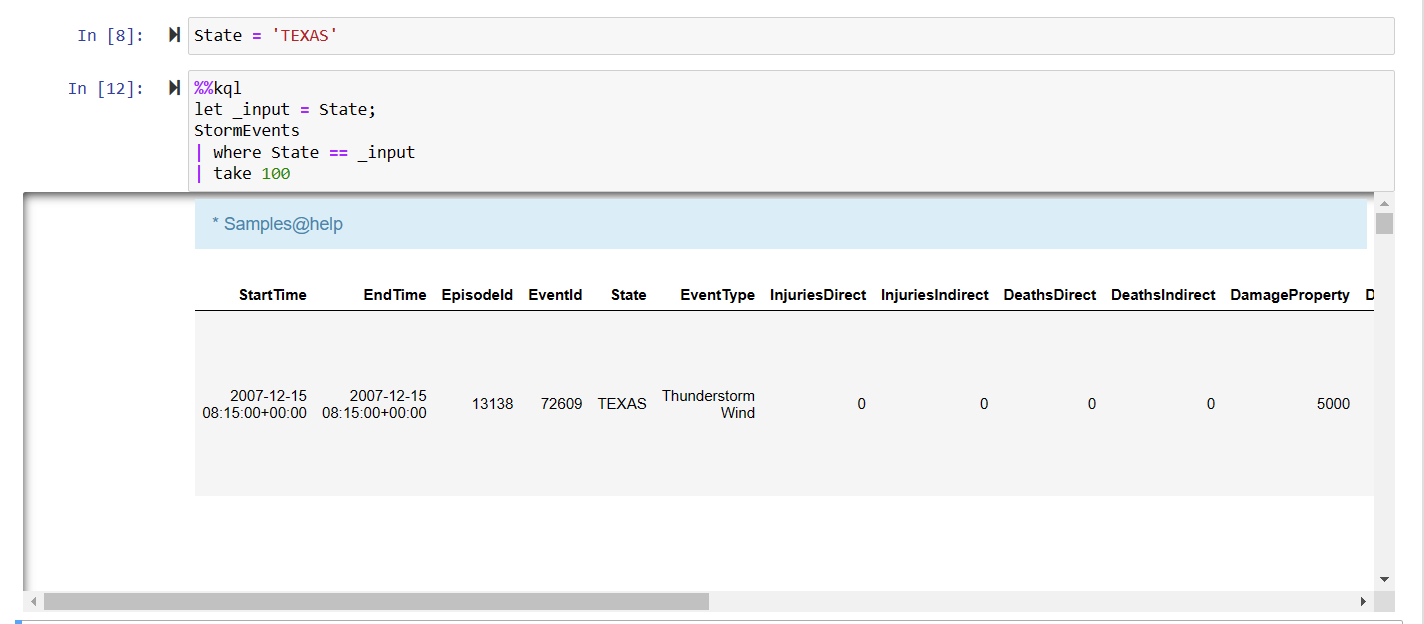 In [8]: State = 'TEXAS'
In [12]: %%kql
let _input = State;
StormEvents
| where State == _input
| take 100
* Samples@help
StartTime EndTime EpisodeId EventId State EventType InjuriesDirect InjuriesIndirect DeathsDirect DeathsIndirect DamageProperty D
2007-12-15 2007-12-15 Thunderstorm
08:15:00+00:00 08:15:00+00:00 13138 72609 TEXAS Wind 0 0 0 0 5000